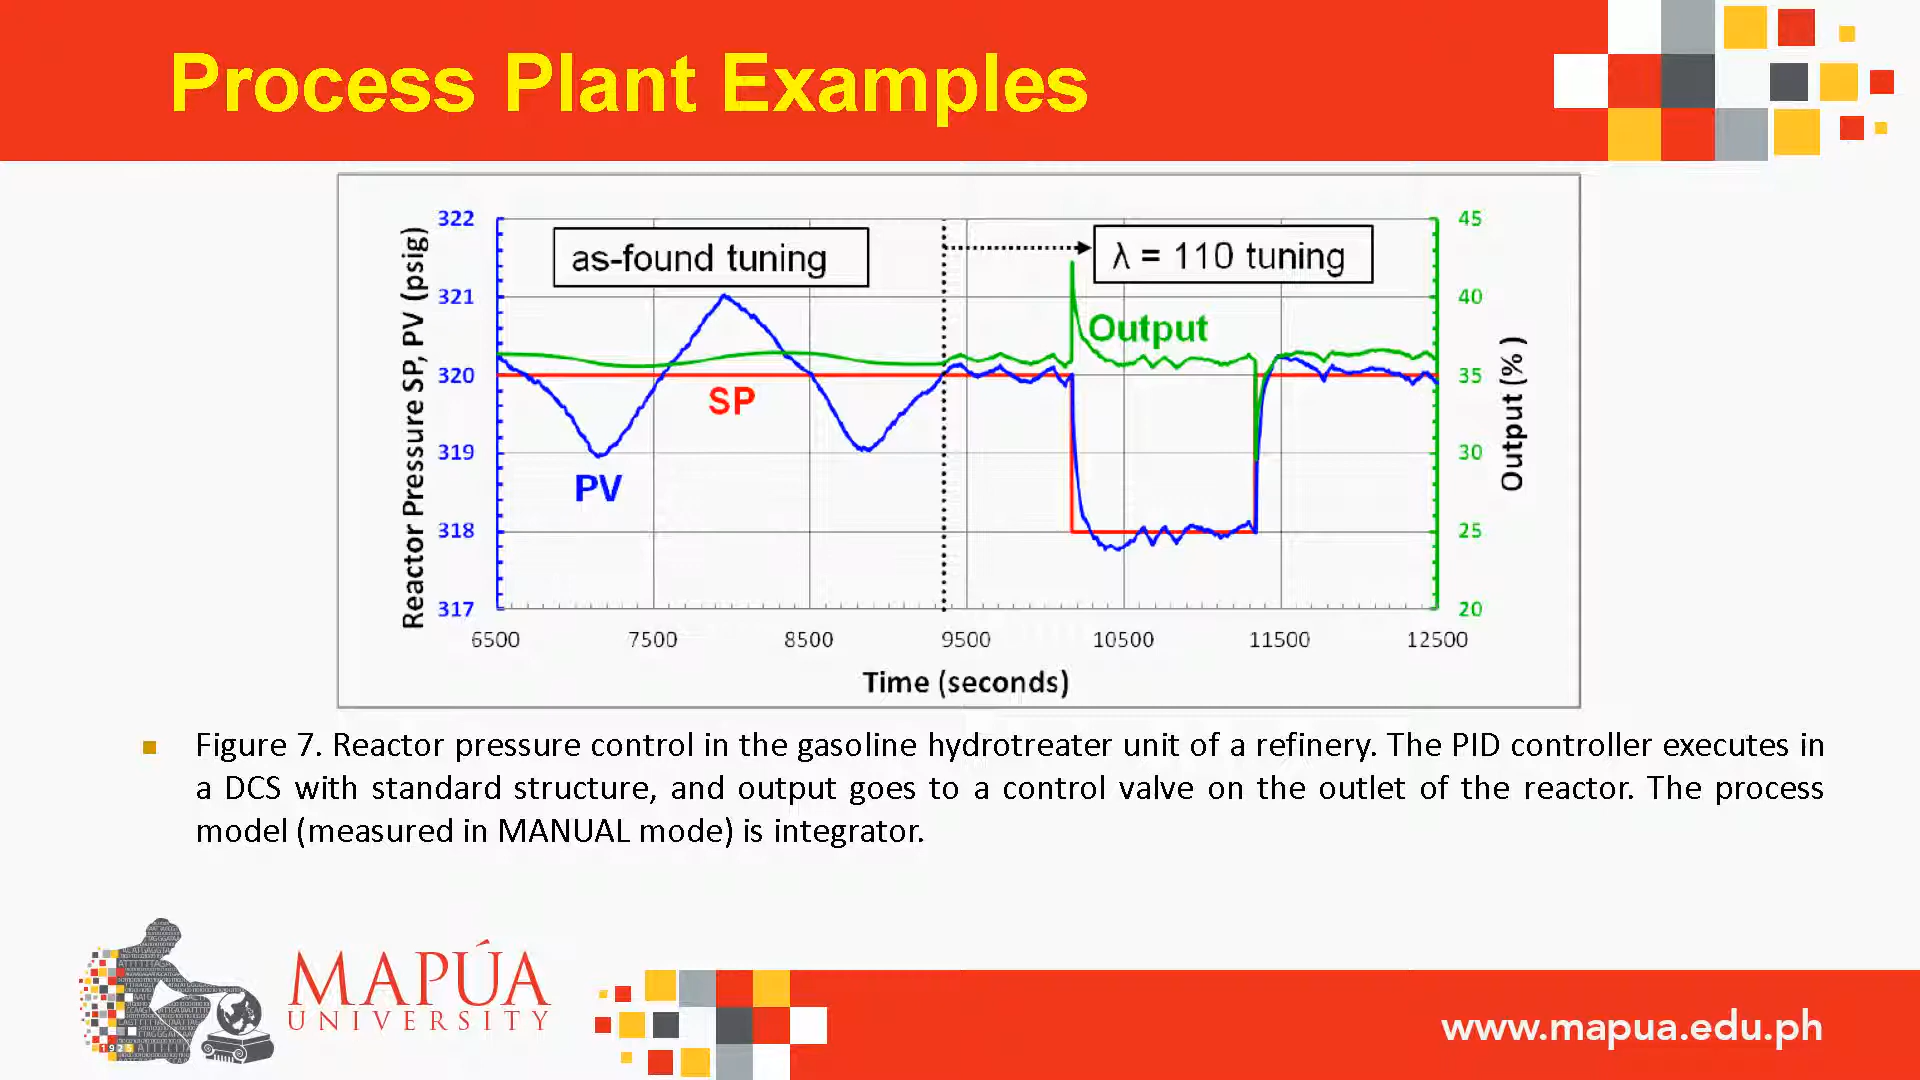 Process Plant Examples
as-found tuning
λ = 110 tuning
Output
SP
PV
Reactor Pressure SP, PV (psig)
322
321
320
319
318
317
45
40
35
30
25
20
Output (% )
6500 7500 8500 9500 10500 11500 12500
Time (seconds)
Figure 7. Reactor pressure control in the gasoline hydrotreater unit of a refinery. The PID controller executes in
a DCS with standard structure, and output goes to a control valve on the outlet of the reactor. The process
model (measured in MANUAL mode) is integrator.
MAPÚA
UNIVERSITY
1925
www.mapua.edu.ph